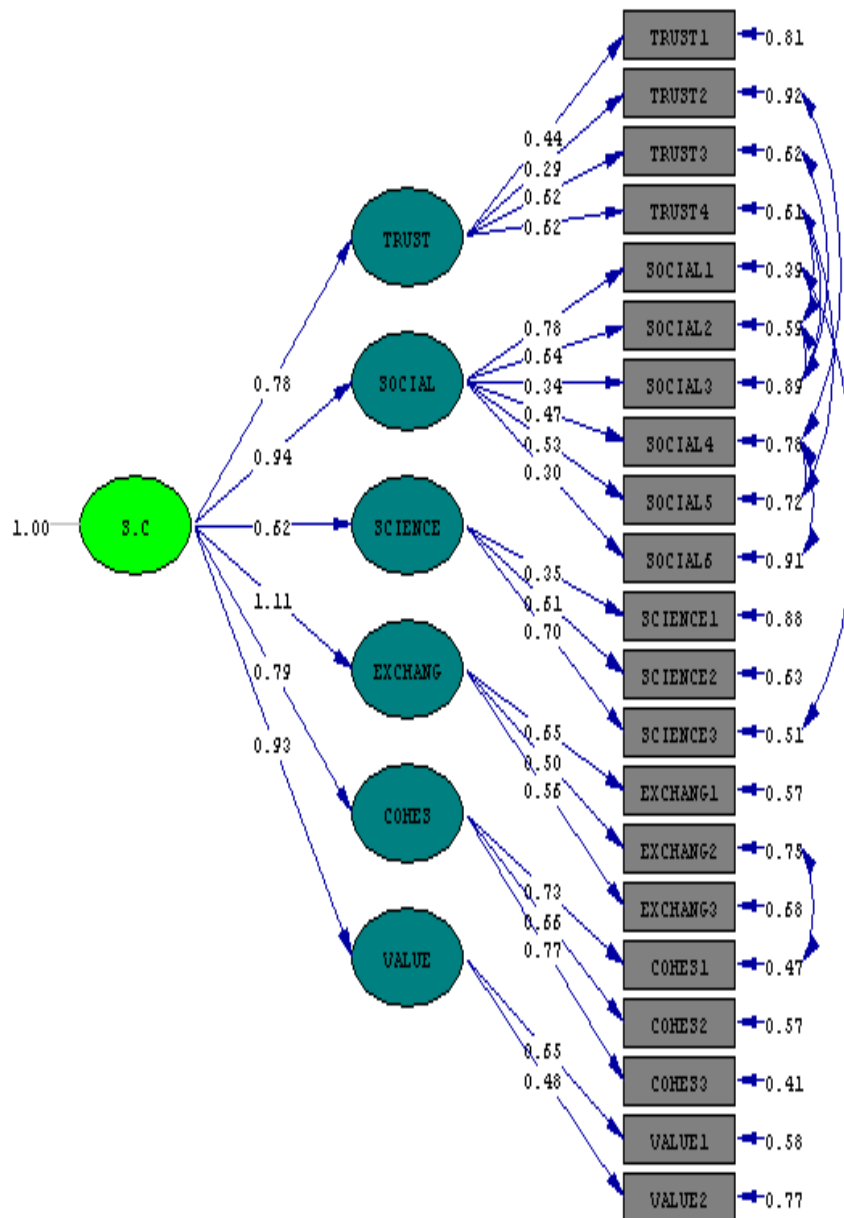 TRUST1 0.81
TRUST2 0.92
0.44
TRUST3 0.62
0.29
0.62
TRUST4 0.61
0.62
TRUST
SOCIAL1 0.39
0.78
SOCIAL2 0.59
0.64
0.78
SOCIAL
0.34
SOCIAL3 0.89
0.47
SOCIAL4 0.78
0.53
0.94
0.30
SOCIAL5 0.72
1.00
S.C
0.62
SCIENCE
SOCIAL6 0.91
0.35
1.11
0.61
SCIENCE1 0.88
0.70
0.79
EXCHANG
SCIENCE2 0.63
0.65
SCIENCE3 0.51
0.93
0.50
0.56
EXCHANG1 0.57
COHES
EXCHANG2 0.75
0.73
EXCHANG3 0.68
0.66
0.77
VALUE
COHES1 0.47
COHES2 0.57
0.65
COHES3 0.41
0.48
VALUE1 0.58
VALUE2 0.77